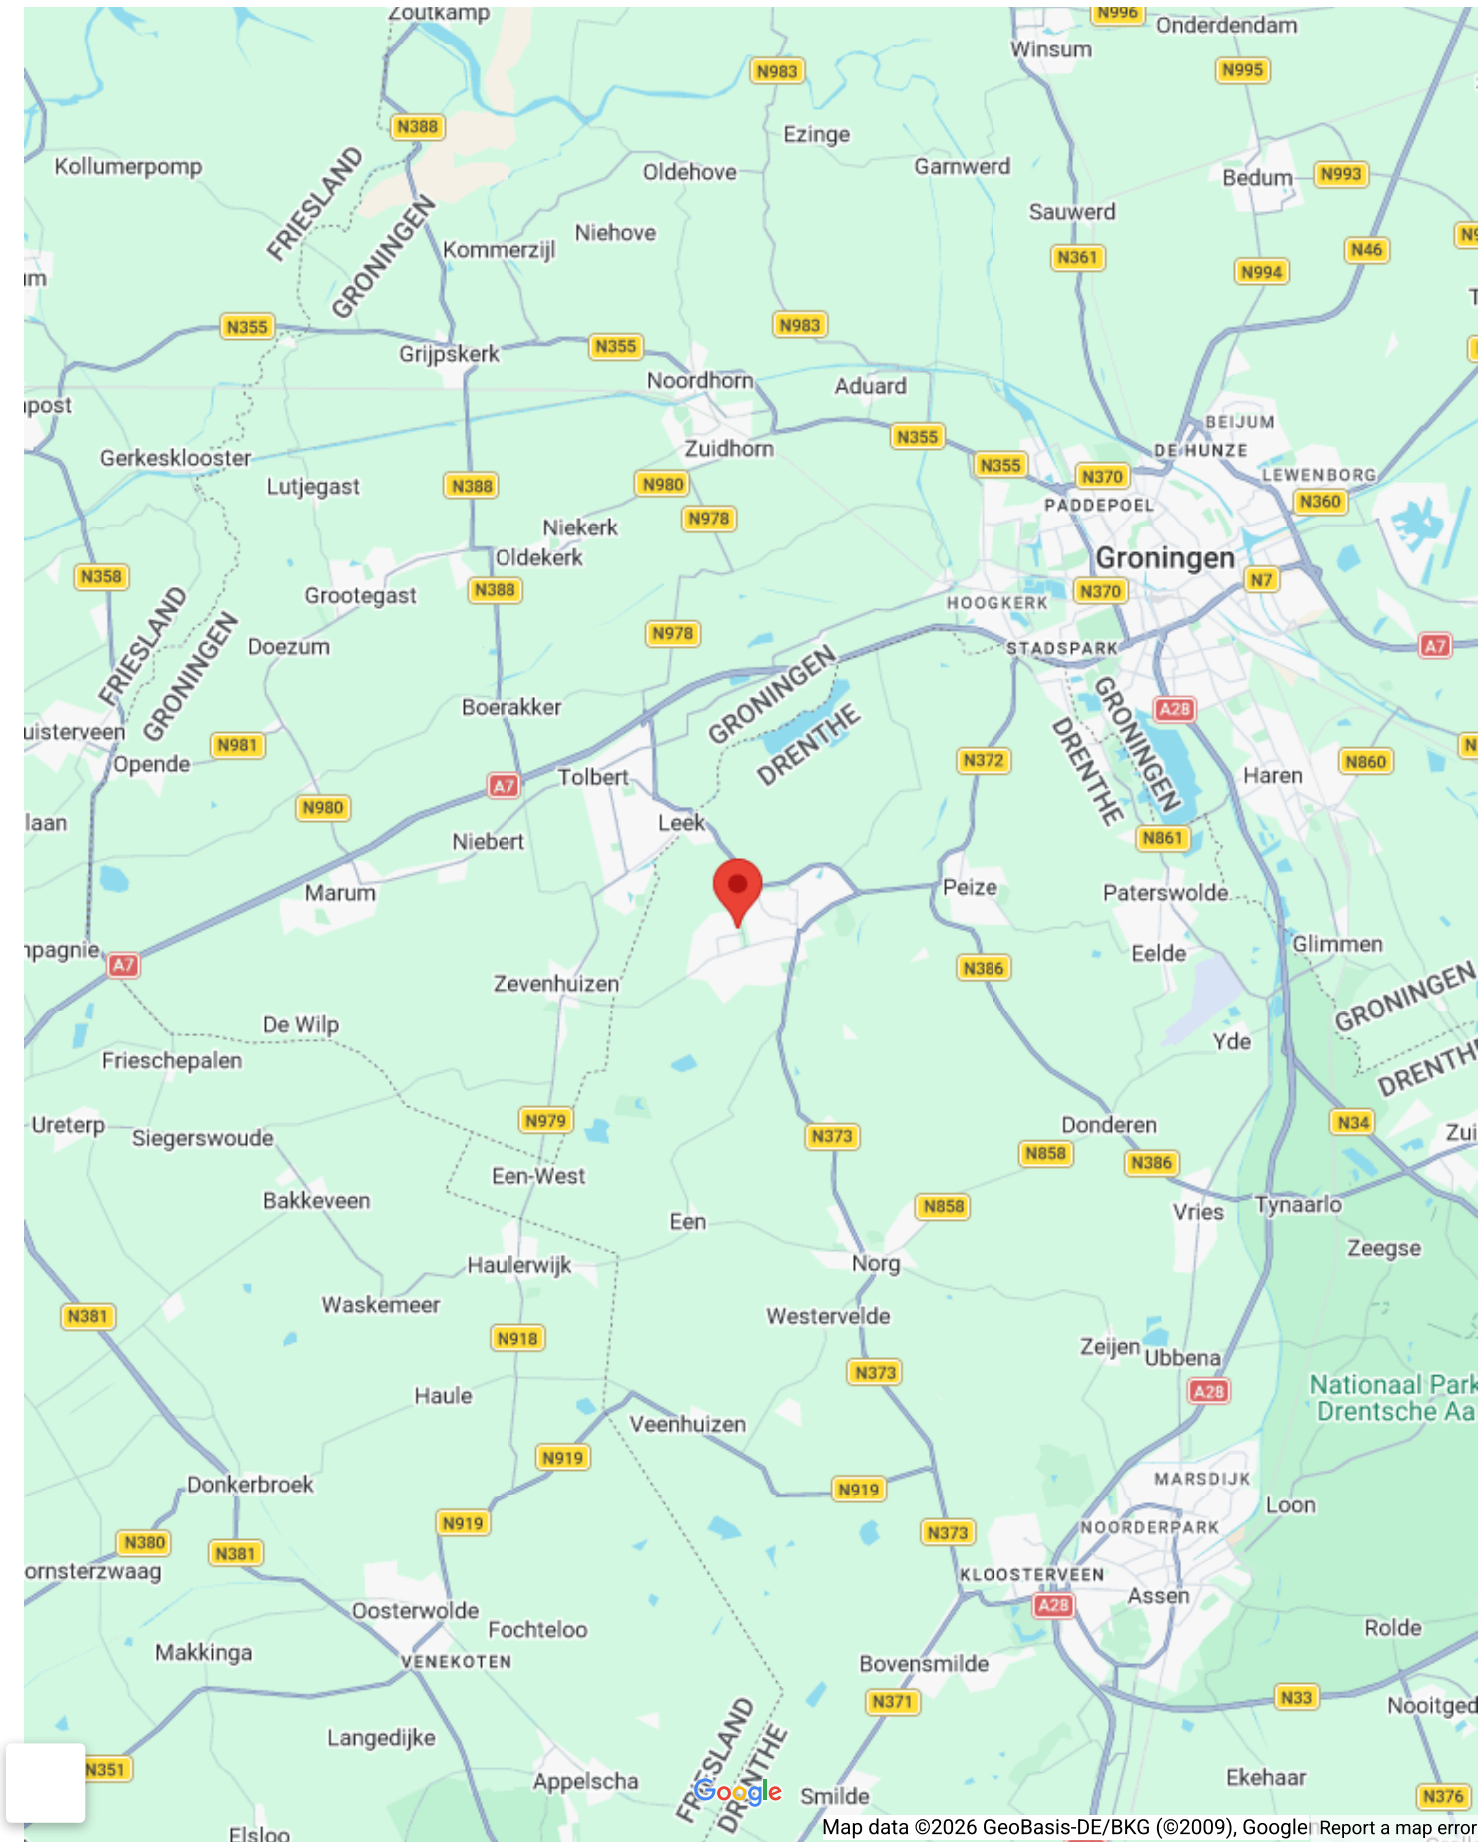 Zoutkamp
N996
Onderdendam
Winsum
N983
N995
N388
Ezinge
Kollumerpomp
Oldehove
Garnwerd
Bedum
N993
FRIESLAND
GRONINGEN
Sauwerd
Niehove
Kommerzijl
N361
N46
N994
N355
N983
N355
Grijpskerk
Noordhorn
Aduard
BEIJUM
N355
DE HUNZE
Zuidhorn
Gerkesklooster
N355
LEWENBORG
N370
N388
N980
Lutjegast
N360
PADDEPOEL
N978
Niekerk
Oldekerk
Groningen
N358
N7
N388
N370
Grootegast
HOOGKERK
N978
FRIESLAND
GRONINGEN
Doezum
STADSPARK
A7
GRONINGEN
DRENTHE
Boerakker
A28
GRONINGEN
DRENTHE
uisterveen
N981
Opende
N372
N860
Haren
Tolbert
A7
N980
laan
Leek
N861
Niebert
Marum
Peize
Paterswolde
Glimmen
npagnie
Eelde
A7
N386
Zevenhuizen
GRONINGEN
De Wilp
Yde
Frieschepalen
DRENTHE
N979
N34
Ureterp
Siegerswoude
N373
Donderen
Zui
N858
N386
Een-West
Bakkeveen
N858
Tynaarlo
Een
Vries
Zeegse
Haulerwijk
Norg
Waskemeer
N381
Westervelde
N918
Zeijen
Ubbena
N373
A28
Nationaal Park
Drentsche Aa
Haule
Veenhuizen
N919
MARSDIJK
Donkerbroek
N919
Loon
N919
NOORDERPARK
N373
N380
N381
ornsterzwaag
KLOOSTERVEEN
Assen
A28
Oosterwolde
Fochteloo
Rolde
Makkinga
VENEKOTEN
Bovensmilde
N371
N33
Nooitged
FRIESLAND
DRENTHE
Langedijke
N351
Appelscha
Google
Smilde
Ekehaar
N376
Elsloo
Map data ©2026 GeoBasis-DE/BKG (©2009), Google
Report a map error